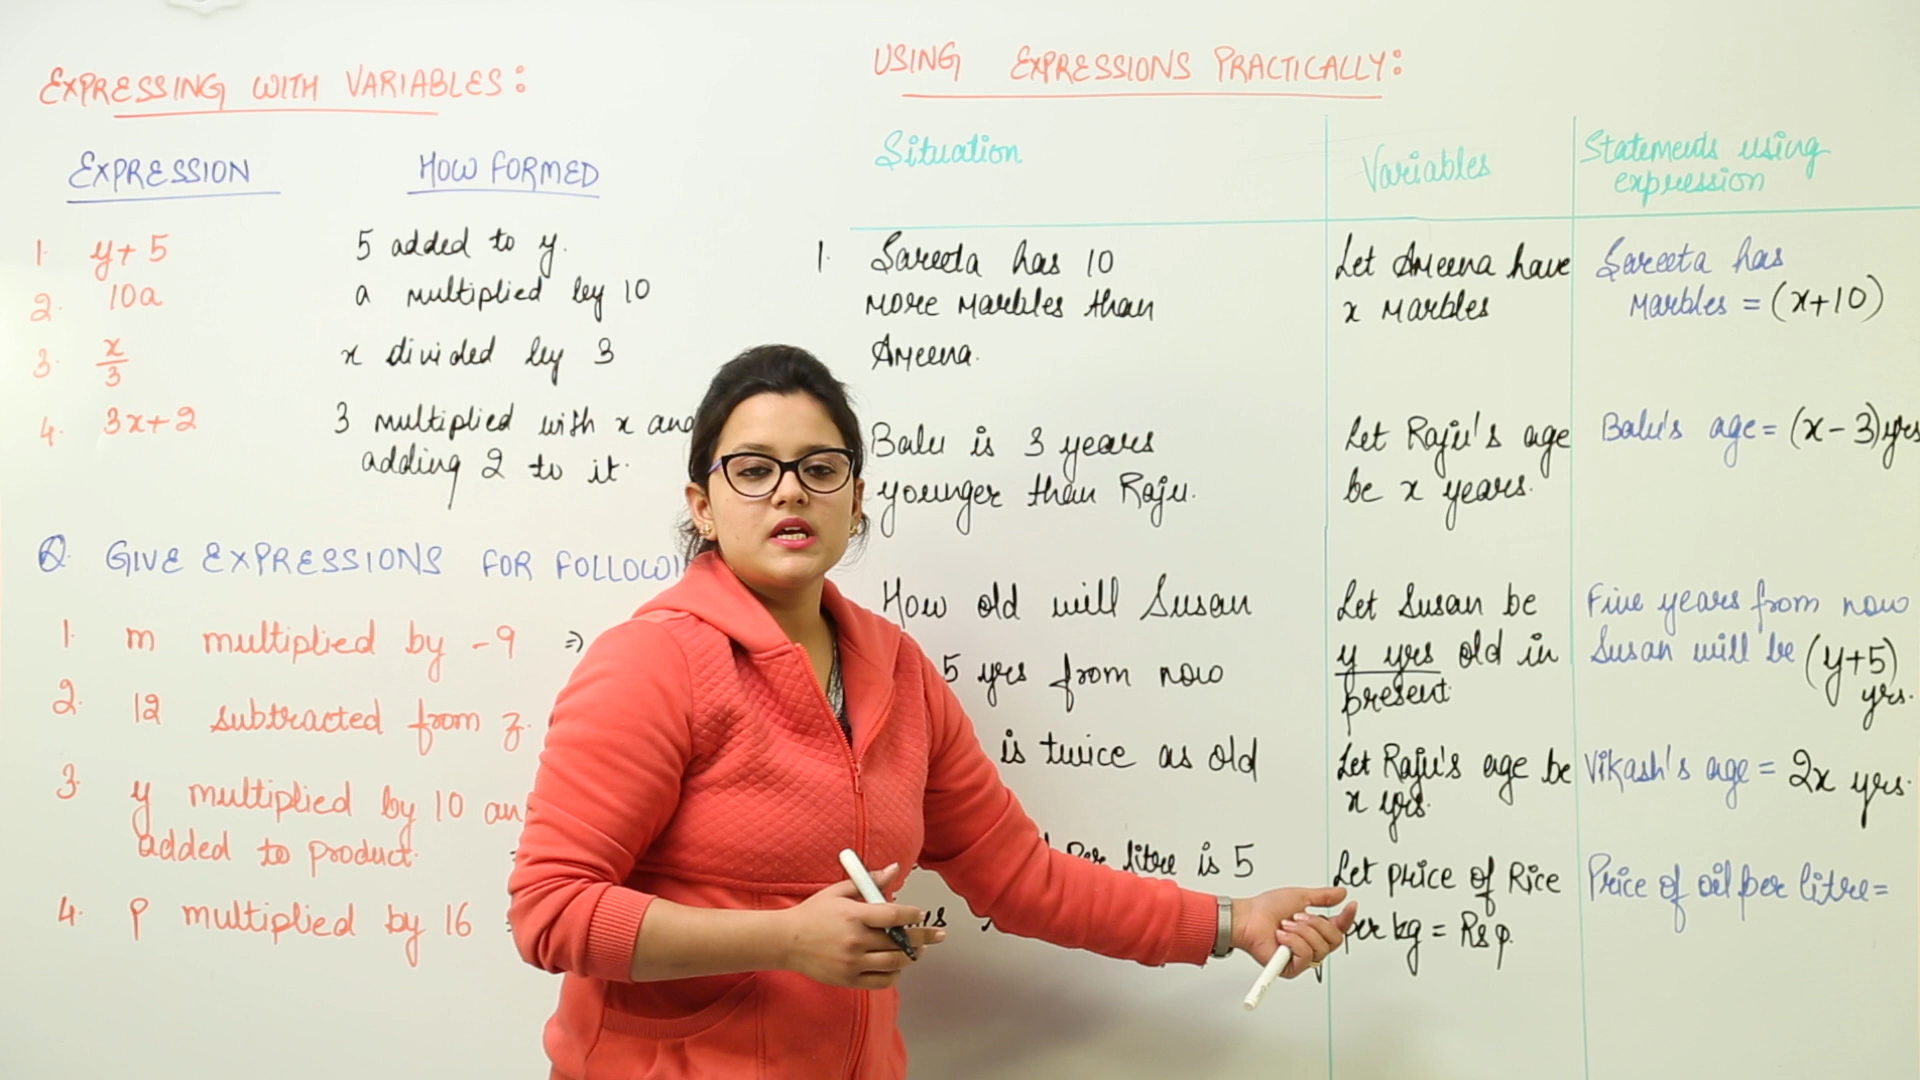 EXPRESSING WITH VARIABLES:
EXPRESSION HOW FORMED
1. y+5 5 added to y.
2. 10a a multiplied by 10
3. x/3 x divided by 3
4. 3x+2 3 multiplied with x and
adding 2 to it.
Q. GIVE EXPRESSIONS FOR
1. m multiplied by -9 ⇒
2. 12 subtracted from z.
3. y multiplied by 10
added to product.
4. p multiplied by 16
USING EXPRESSIONS PRACTICALLY:
Situation
Variables
Statements using
expression
1. Sareeta has 10
more marbles than
Ameena.
Let Ameena have
x marbles
Sareeta has
marbles = (x+10)
Balu is 3 years
younger than Raju.
Let Raju's age
be x years.
Balu's age = (x-3)yrs
How old will Susan
5 yrs from now
Let Susan be
y yrs old in
present.
Five years from now
Susan will be (y+5)
yrs.
is twice as old
Let Raju's age be
x yrs.
Vikash's age = 2x yrs.
Per litre is 5
Let price of Rice
per kg = Rs p.
Price of oil per litre=